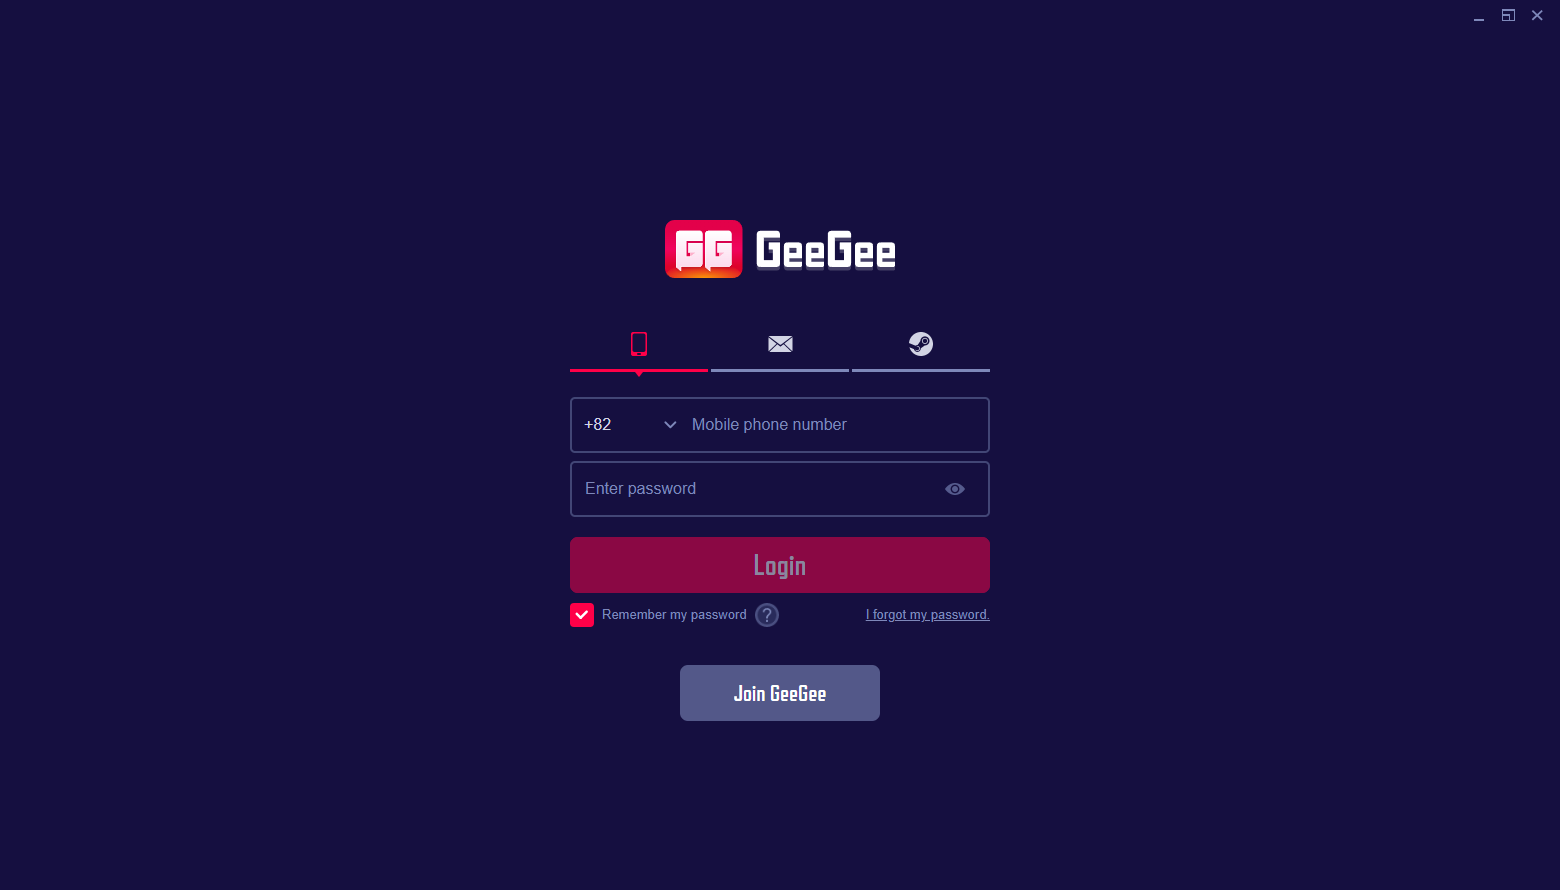 GG GeeGee
+82 Mobile phone number
Enter password
Login
Remember my password ? I forgot my password.
Join GeeGee